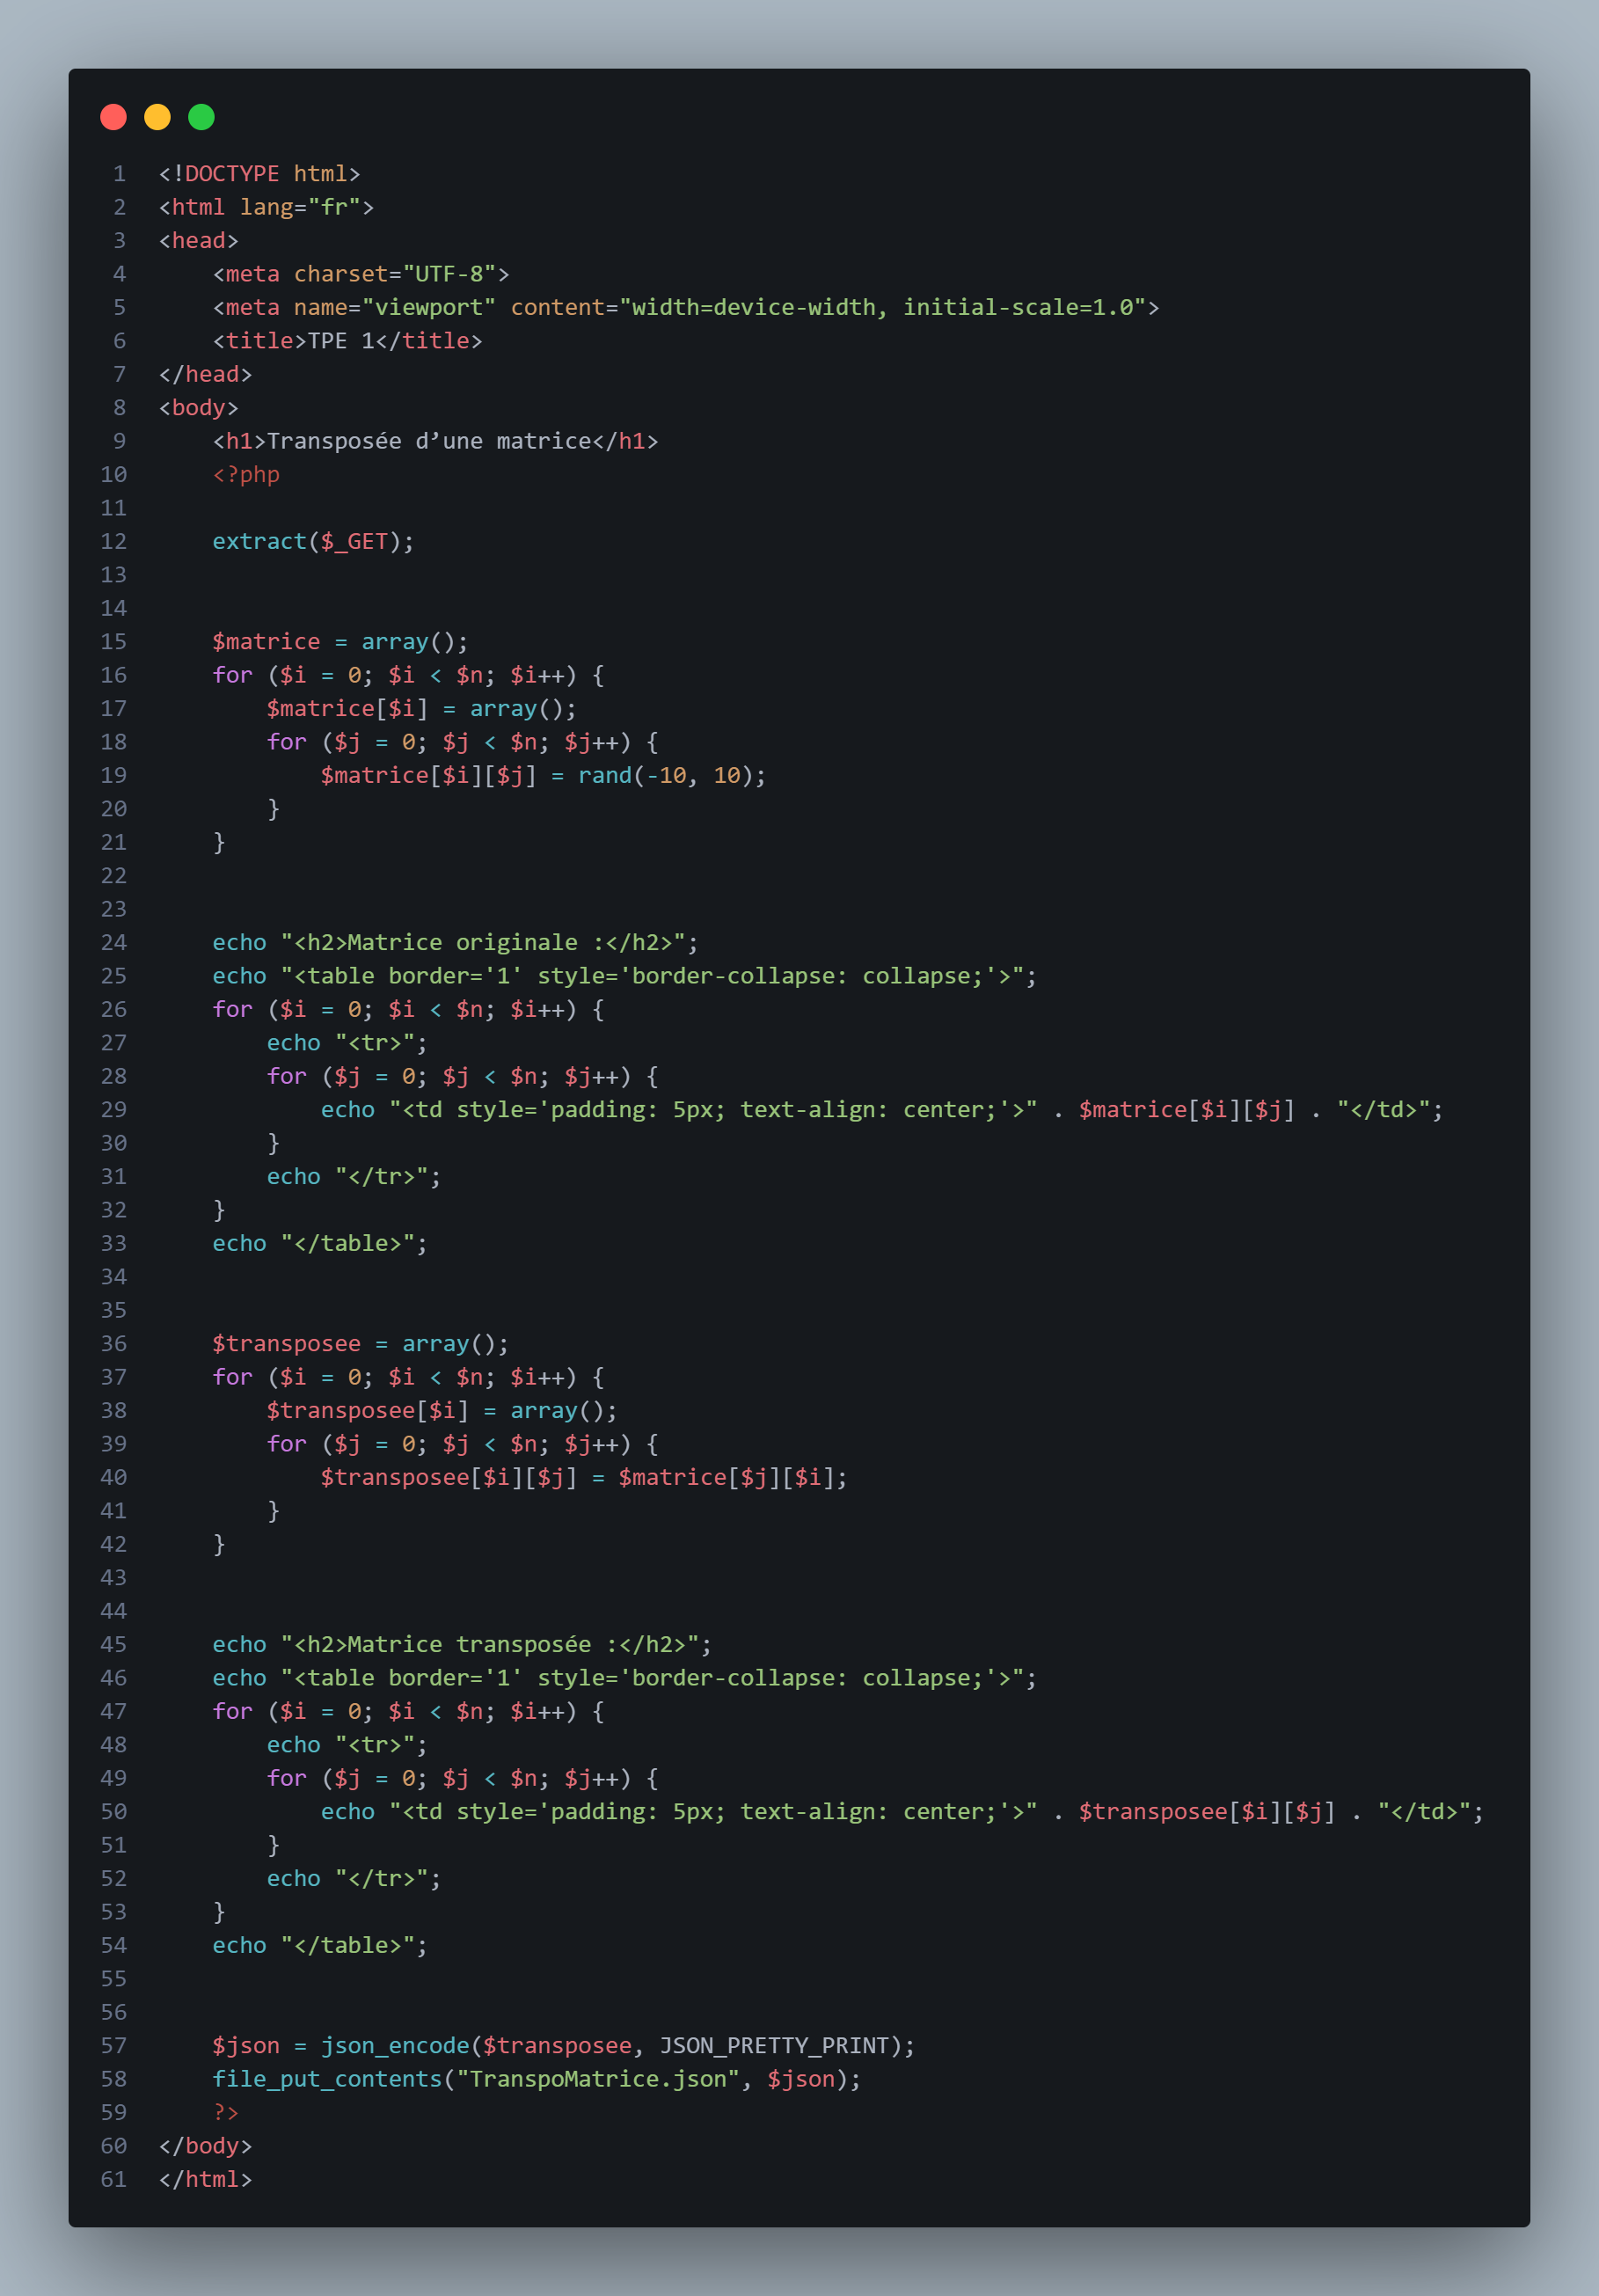 1 <!DOCTYPE html>
2 <html lang="fr">
3 <head>
4     <meta charset="UTF-8">
5     <meta name="viewport" content="width=device-width, initial-scale=1.0">
6     <title>TPE 1</title>
7 </head>
8 <body>
9     <h1>Transposée d’une matrice</h1>
10     <?php
11
12     extract($_GET);
13
14
15     $matrice = array();
16     for ($i = 0; $i < $n; $i++) {
17         $matrice[$i] = array();
18         for ($j = 0; $j < $n; $j++) {
19             $matrice[$i][$j] = rand(-10, 10);
20         }
21     }
22
23
24     echo "<h2>Matrice originale :</h2>";
25     echo "<table border='1' style='border-collapse: collapse;'>";
26     for ($i = 0; $i < $n; $i++) {
27         echo "<tr>";
28         for ($j = 0; $j < $n; $j++) {
29             echo "<td style='padding: 5px; text-align: center;'>" . $matrice[$i][$j] . "</td>";
30         }
31         echo "</tr>";
32     }
33     echo "</table>";
34
35
36     $transposee = array();
37     for ($i = 0; $i < $n; $i++) {
38         $transposee[$i] = array();
39         for ($j = 0; $j < $n; $j++) {
40             $transposee[$i][$j] = $matrice[$j][$i];
41         }
42     }
43
44
45     echo "<h2>Matrice transposée :</h2>";
46     echo "<table border='1' style='border-collapse: collapse;'>";
47     for ($i = 0; $i < $n; $i++) {
48         echo "<tr>";
49         for ($j = 0; $j < $n; $j++) {
50             echo "<td style='padding: 5px; text-align: center;'>" . $transposee[$i][$j] . "</td>";
51         }
52         echo "</tr>";
53     }
54     echo "</table>";
55
56
57     $json = json_encode($transposee, JSON_PRETTY_PRINT);
58     file_put_contents("TranspoMatrice.json", $json);
59     ?>
60 </body>
61 </html>